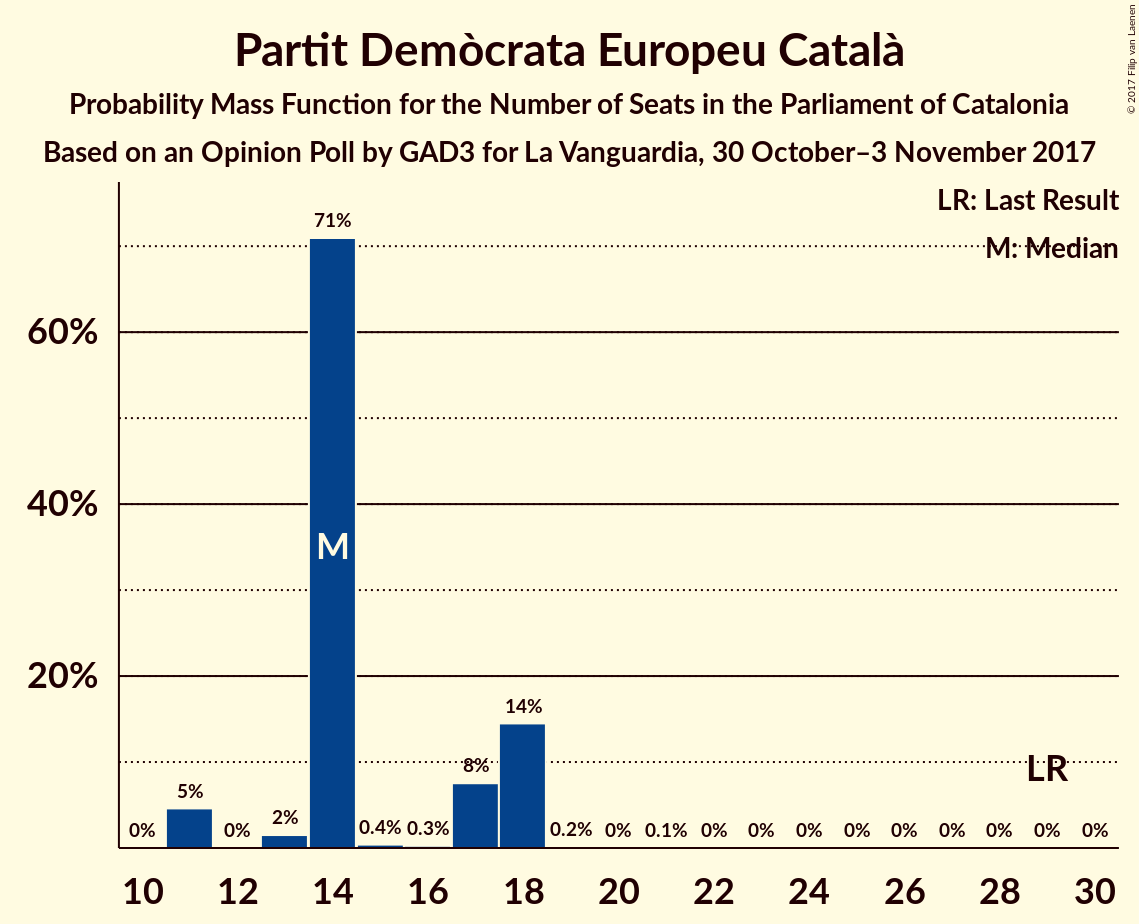 Partit Demòcrata Europeu Català
Probability Mass Function for the Number of Seats in the Parliament of Catalonia
Based on an Opinion Poll by GAD3 for La Vanguardia, 30 October–3 November 2017
© 2017 Filip van Laenen
LR: Last Result
M: Median
71%
60%
40%
M
20%
14%
8%
LR
5%
2%
0% 0% 0.4% 0.3% 0.2% 0% 0.1% 0% 0% 0% 0% 0% 0% 0% 0% 0%
10 12 14 16 18 20 22 24 26 28 30